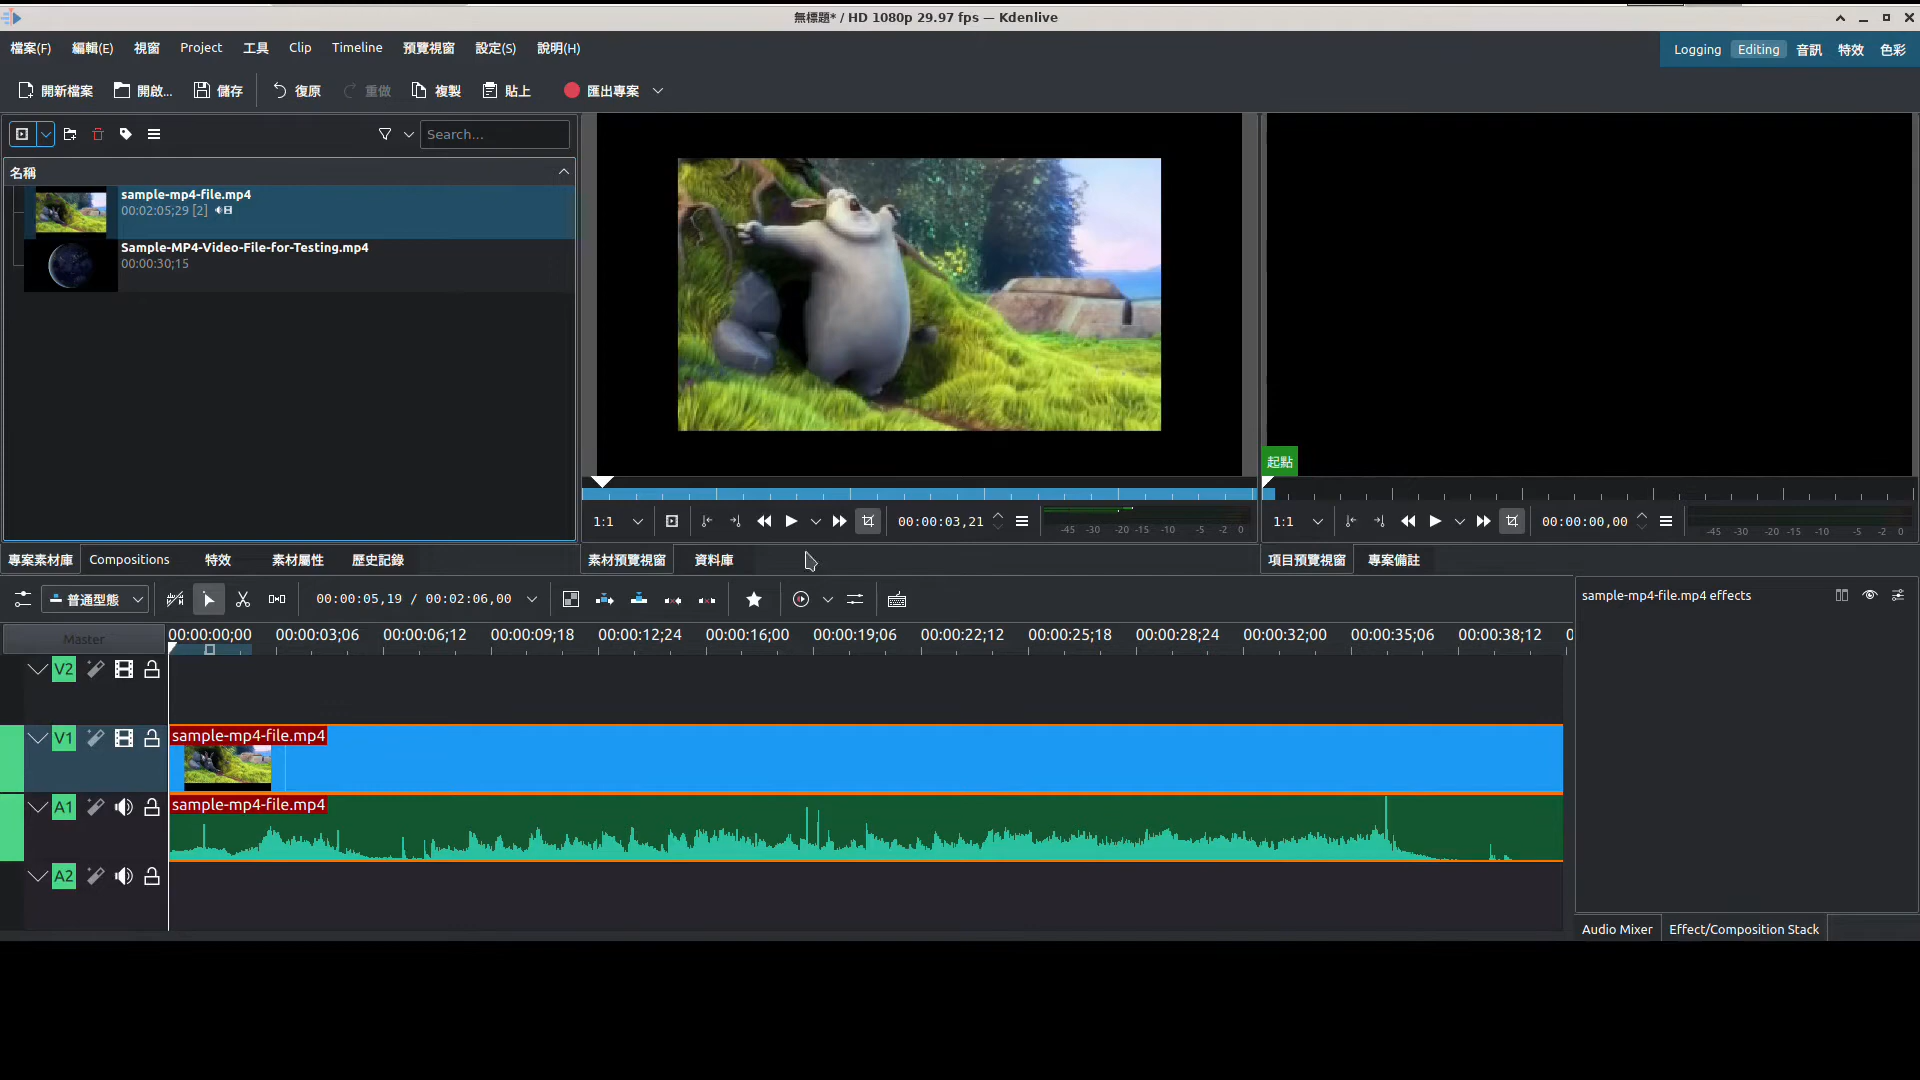 無標題* / HD 1080p 29.97 fps — Kdenlive
檔案(F) 編輯(E) 視窗 Project 工具 Clip Timeline 預覽視窗 設定(S) 說明(H)
Logging Editing 音訊 特效 色彩
開新檔案 開啟... 儲存 復原 重做 複製 貼上 匯出專案
Search...
名稱
sample-mp4-file.mp4
00:02:05;29 [2]
Sample-MP4-Video-File-for-Testing.mp4
00:00:30;15
起點
1:1 00:00:03,21 -45 -30 -20 -15 -10 -5 -2 0
1:1 00:00:00,00 -45 -30 -20 -15 -10 -5 -2 0
專案素材庫 Compositions 特效 素材屬性 歷史記錄
素材預覽視窗 資料庫
項目預覽視窗 專案備註
普通型態 00:00:05,19 / 00:02:06,00
sample-mp4-file.mp4 effects
Master
00:00:00;00 00:00:03;06 00:00:06;12 00:00:09;18 00:00:12;24 00:00:16;00 00:00:19;06 00:00:22;12 00:00:25;18 00:00:28;24 00:00:32;00 00:00:35;06 00:00:38;12 0
V2
V1 sample-mp4-file.mp4
A1 sample-mp4-file.mp4
A2
Audio Mixer Effect/Composition Stack